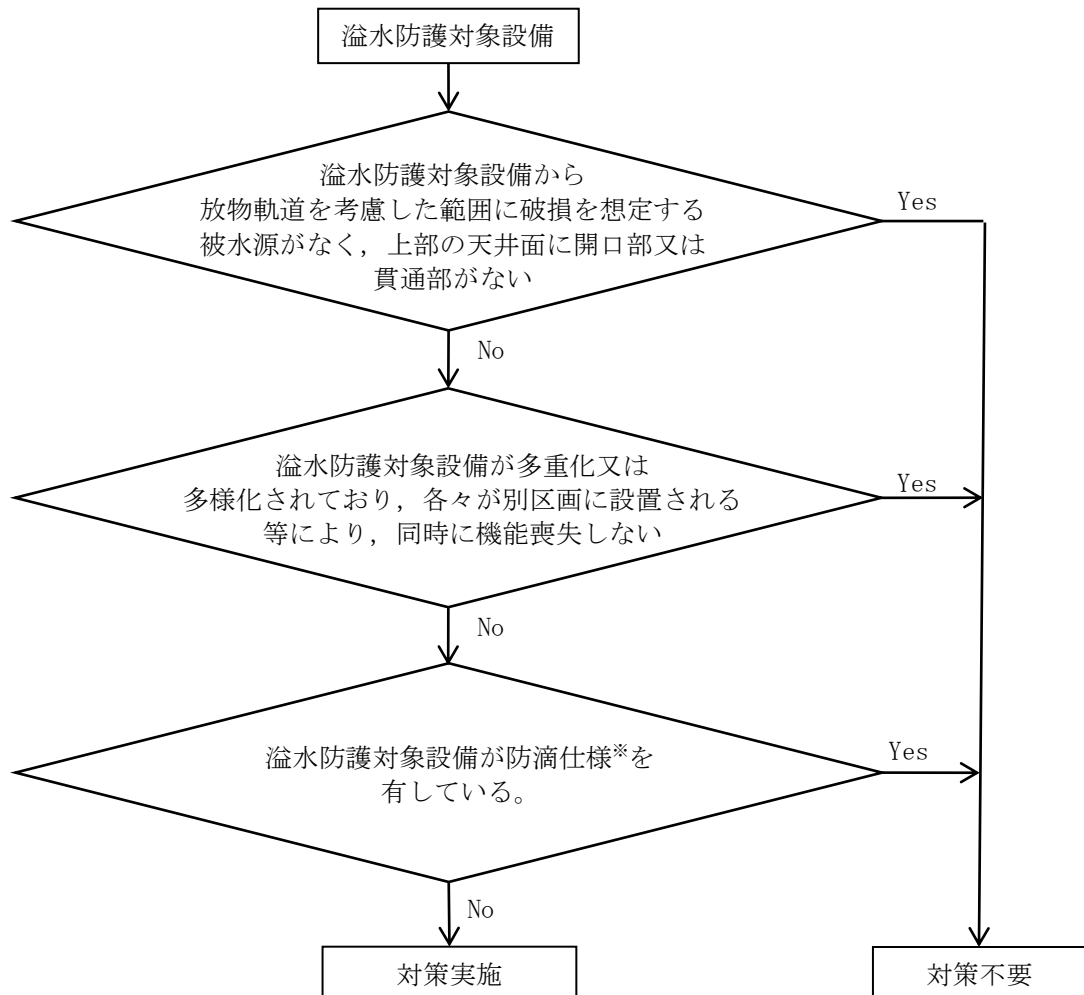 溢水防護対象設備
溢水防護対象設備から
放物軌道を考慮した範囲に破損を想定する
被水源がなく，上部の天井面に開口部又は
貫通部がない
Yes
No
溢水防護対象設備が多重化又は
多様化されており，各々が別区画に設置される
等により，同時に機能喪失しない
Yes
No
溢水防護対象設備が防滴仕様※を
有している。
Yes
No
対策実施
対策不要